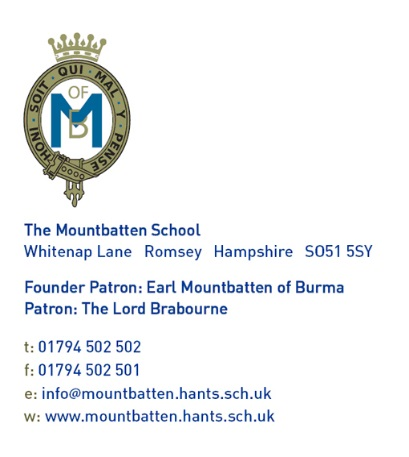 HONI · SOIT · QUI · MAL · Y · PENSE
OF
M
B
The Mountbatten School
Whitenap Lane Romsey Hampshire SO51 5SY
Founder Patron: Earl Mountbatten of Burma
Patron: The Lord Brabourne
t: 01794 502 502
f: 01794 502 501
e: info@mountbatten.hants.sch.uk
w: www.mountbatten.hants.sch.uk